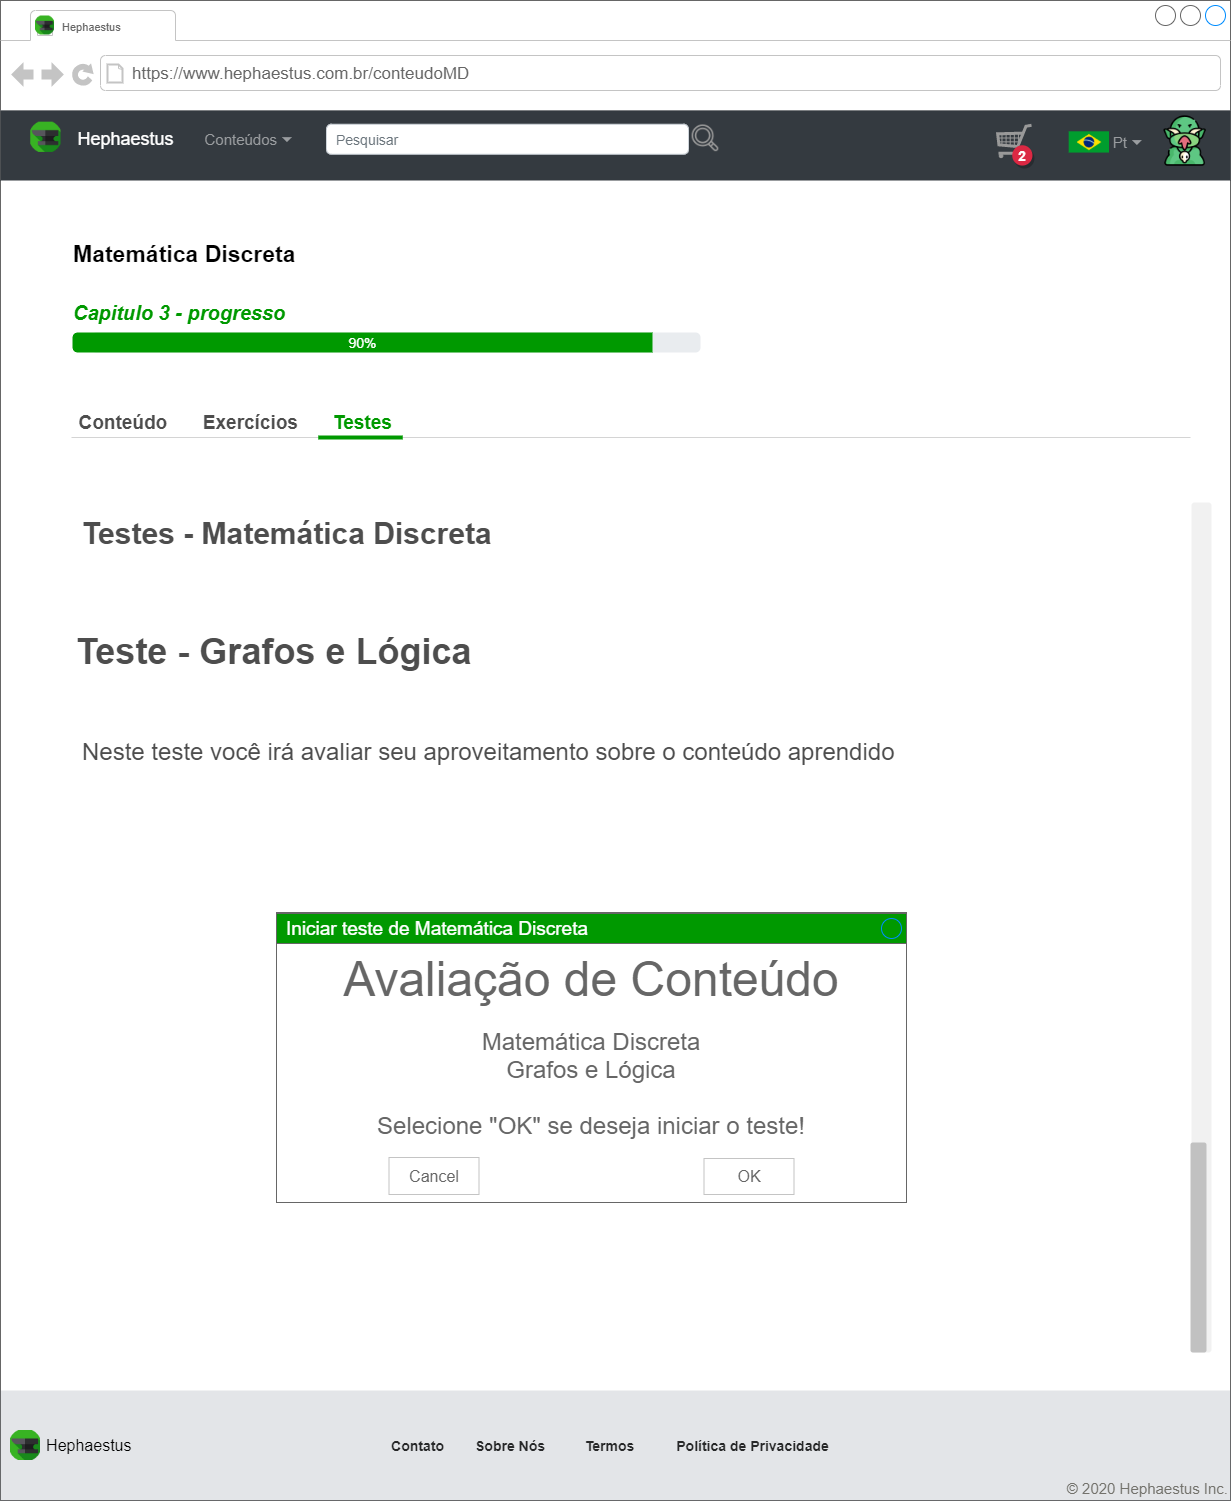 Hephaestus
https://www.hephaestus.com.br/conteudoMD
Hephaestus Conteúdos Pesquisar 2 Pt
Matemática Discreta
Capitulo 3 - progresso
90%
Conteúdo Exercícios Testes
Testes - Matemática Discreta
Teste - Grafos e Lógica
Neste teste você irá avaliar seu aproveitamento sobre o conteúdo aprendido
Iniciar teste de Matemática Discreta
Avaliação de Conteúdo
Matemática Discreta
Grafos e Lógica
Selecione "OK" se deseja iniciar o teste!
Cancel OK
Hephaestus Contato Sobre Nós Termos Política de Privacidade
© 2020 Hephaestus Inc.